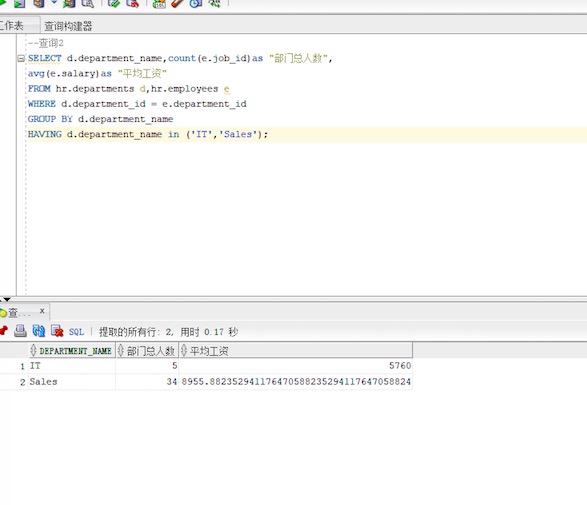 工作表 查询构建器
--查询2
SELECT d.department_name,count(e.job_id)as "部门总人数",
avg(e.salary)as "平均工资"
FROM hr.departments d,hr.employees e
WHERE d.department_id = e.department_id
GROUP BY d.department_name
HAVING d.department_name in ('IT','Sales');
查... x
SQL | 提取的所有行: 2, 用时 0.17 秒
DEPARTMENT_NAME 部门总人数 平均工资
1 IT 5 5760
2 Sales 34 8955.88235294117647058823529411764705882​4